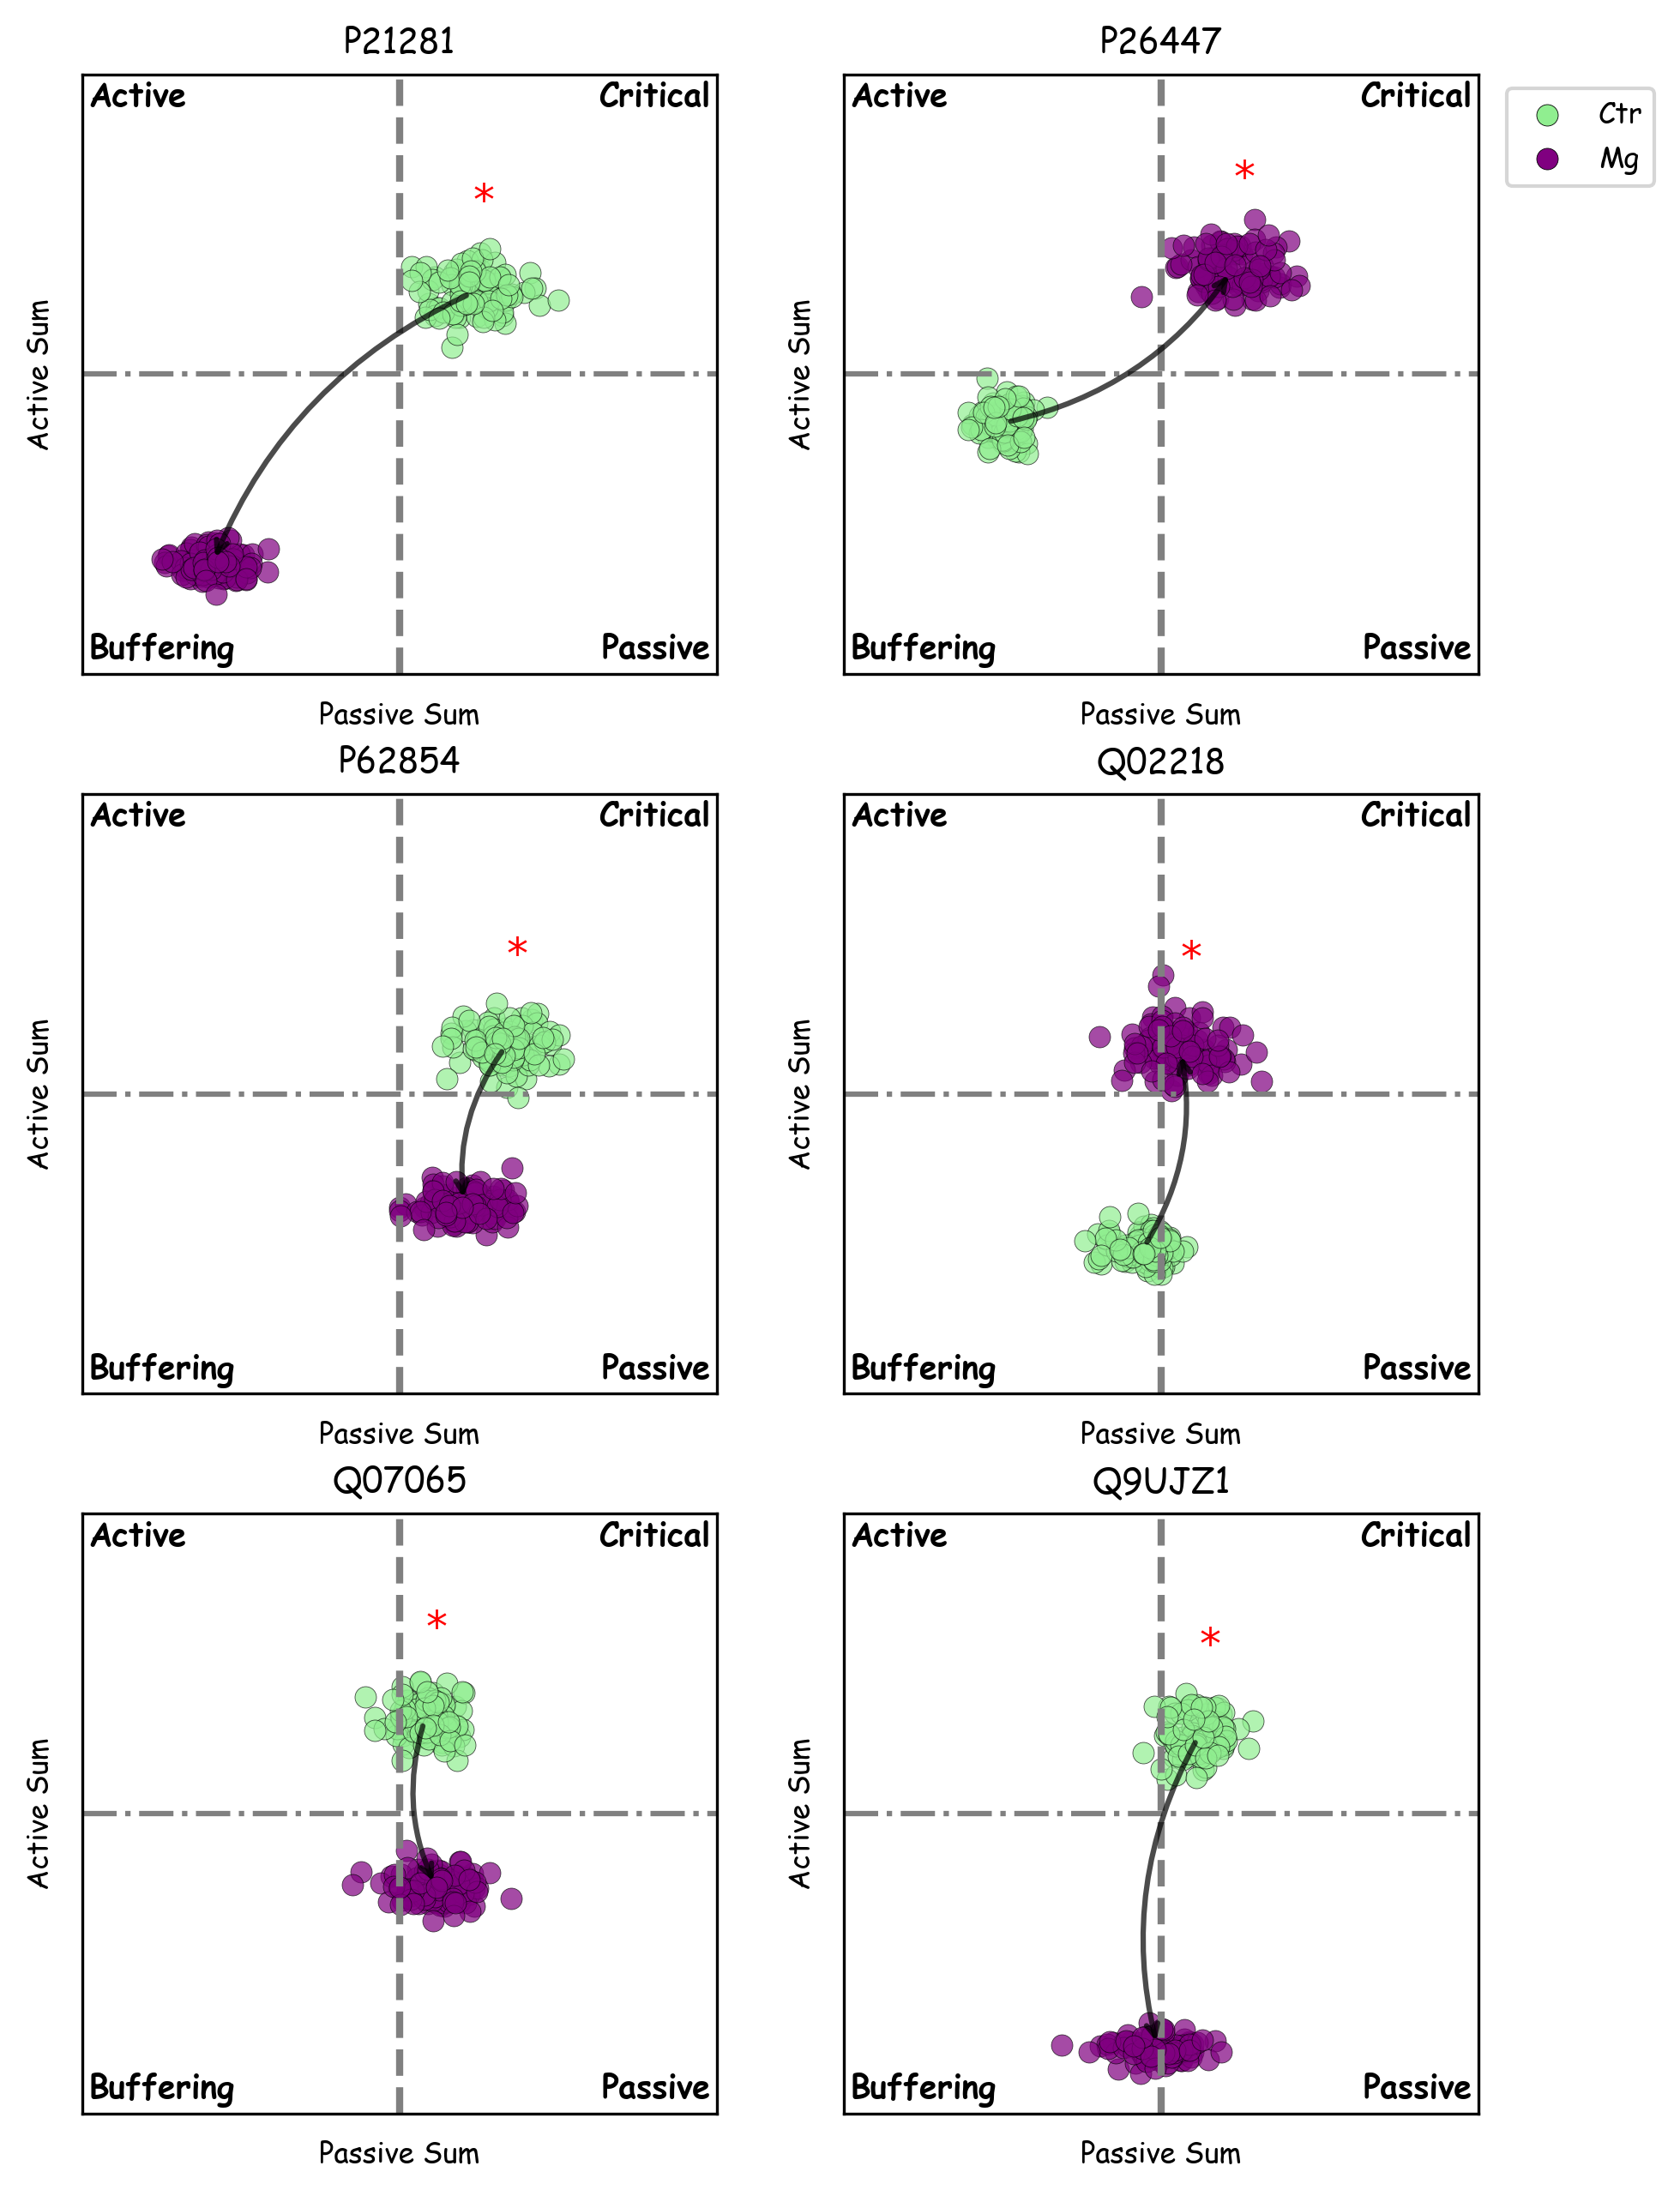 P21281
P26447
Active
Critical
Active
Critical
Ctr
Mg
*
*
Active Sum
Active Sum
Buffering
Passive
Buffering
Passive
Passive Sum
Passive Sum
P62854
Q02218
Active
Critical
Active
Critical
*
*
Active Sum
Active Sum
Buffering
Passive
Buffering
Passive
Passive Sum
Passive Sum
Q07065
Q9UJZ1
Active
Critical
Active
Critical
*
*
Active Sum
Active Sum
Buffering
Passive
Buffering
Passive
Passive Sum
Passive Sum